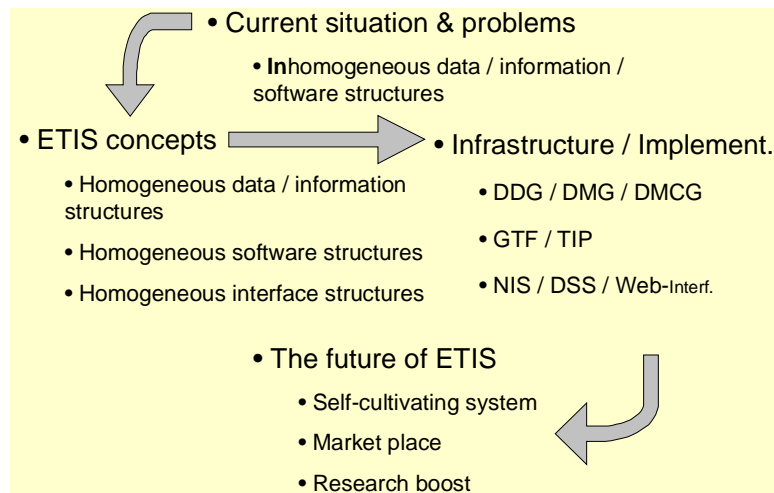 • Current situation & problems
• Inhomogeneous data / information /
software structures
• ETIS concepts
• Homogeneous data / information
structures
• Homogeneous software structures
• Homogeneous interface structures
• Infrastructure / Implement.
• DDG / DMG / DMCG
• GTF / TIP
• NIS / DSS / Web-Interf.
• The future of ETIS
• Self-cultivating system
• Market place
• Research boost